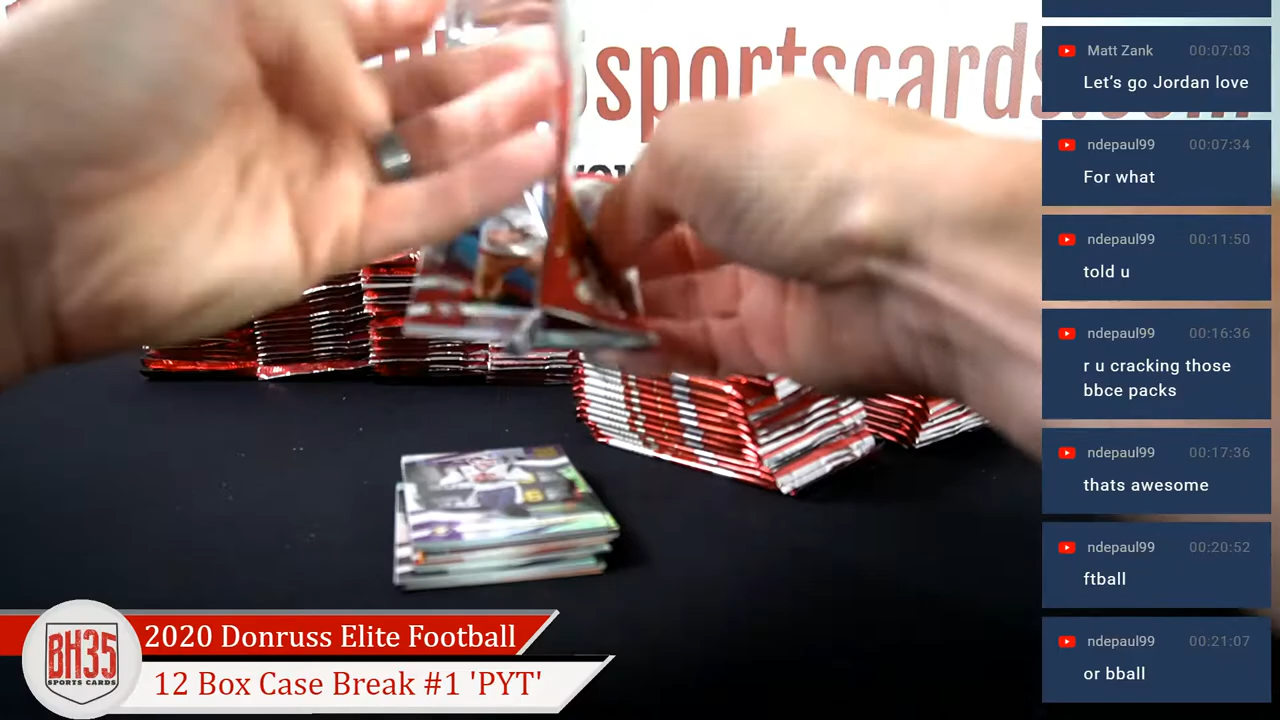 sportscards.com
Matt Zank 00:07:03
Let's go Jordan love
ndepaul99 00:07:34
For what
ndepaul99 00:11:50
told u
ndepaul99 00:16:36
r u cracking those
bbce packs
ndepaul99 00:17:36
thats awesome
ndepaul99 00:20:52
ftball
ndepaul99 00:21:07
or bball
BH35
SPORTS CARDS
2020 Donruss Elite Football
12 Box Case Break #1 'PYT'